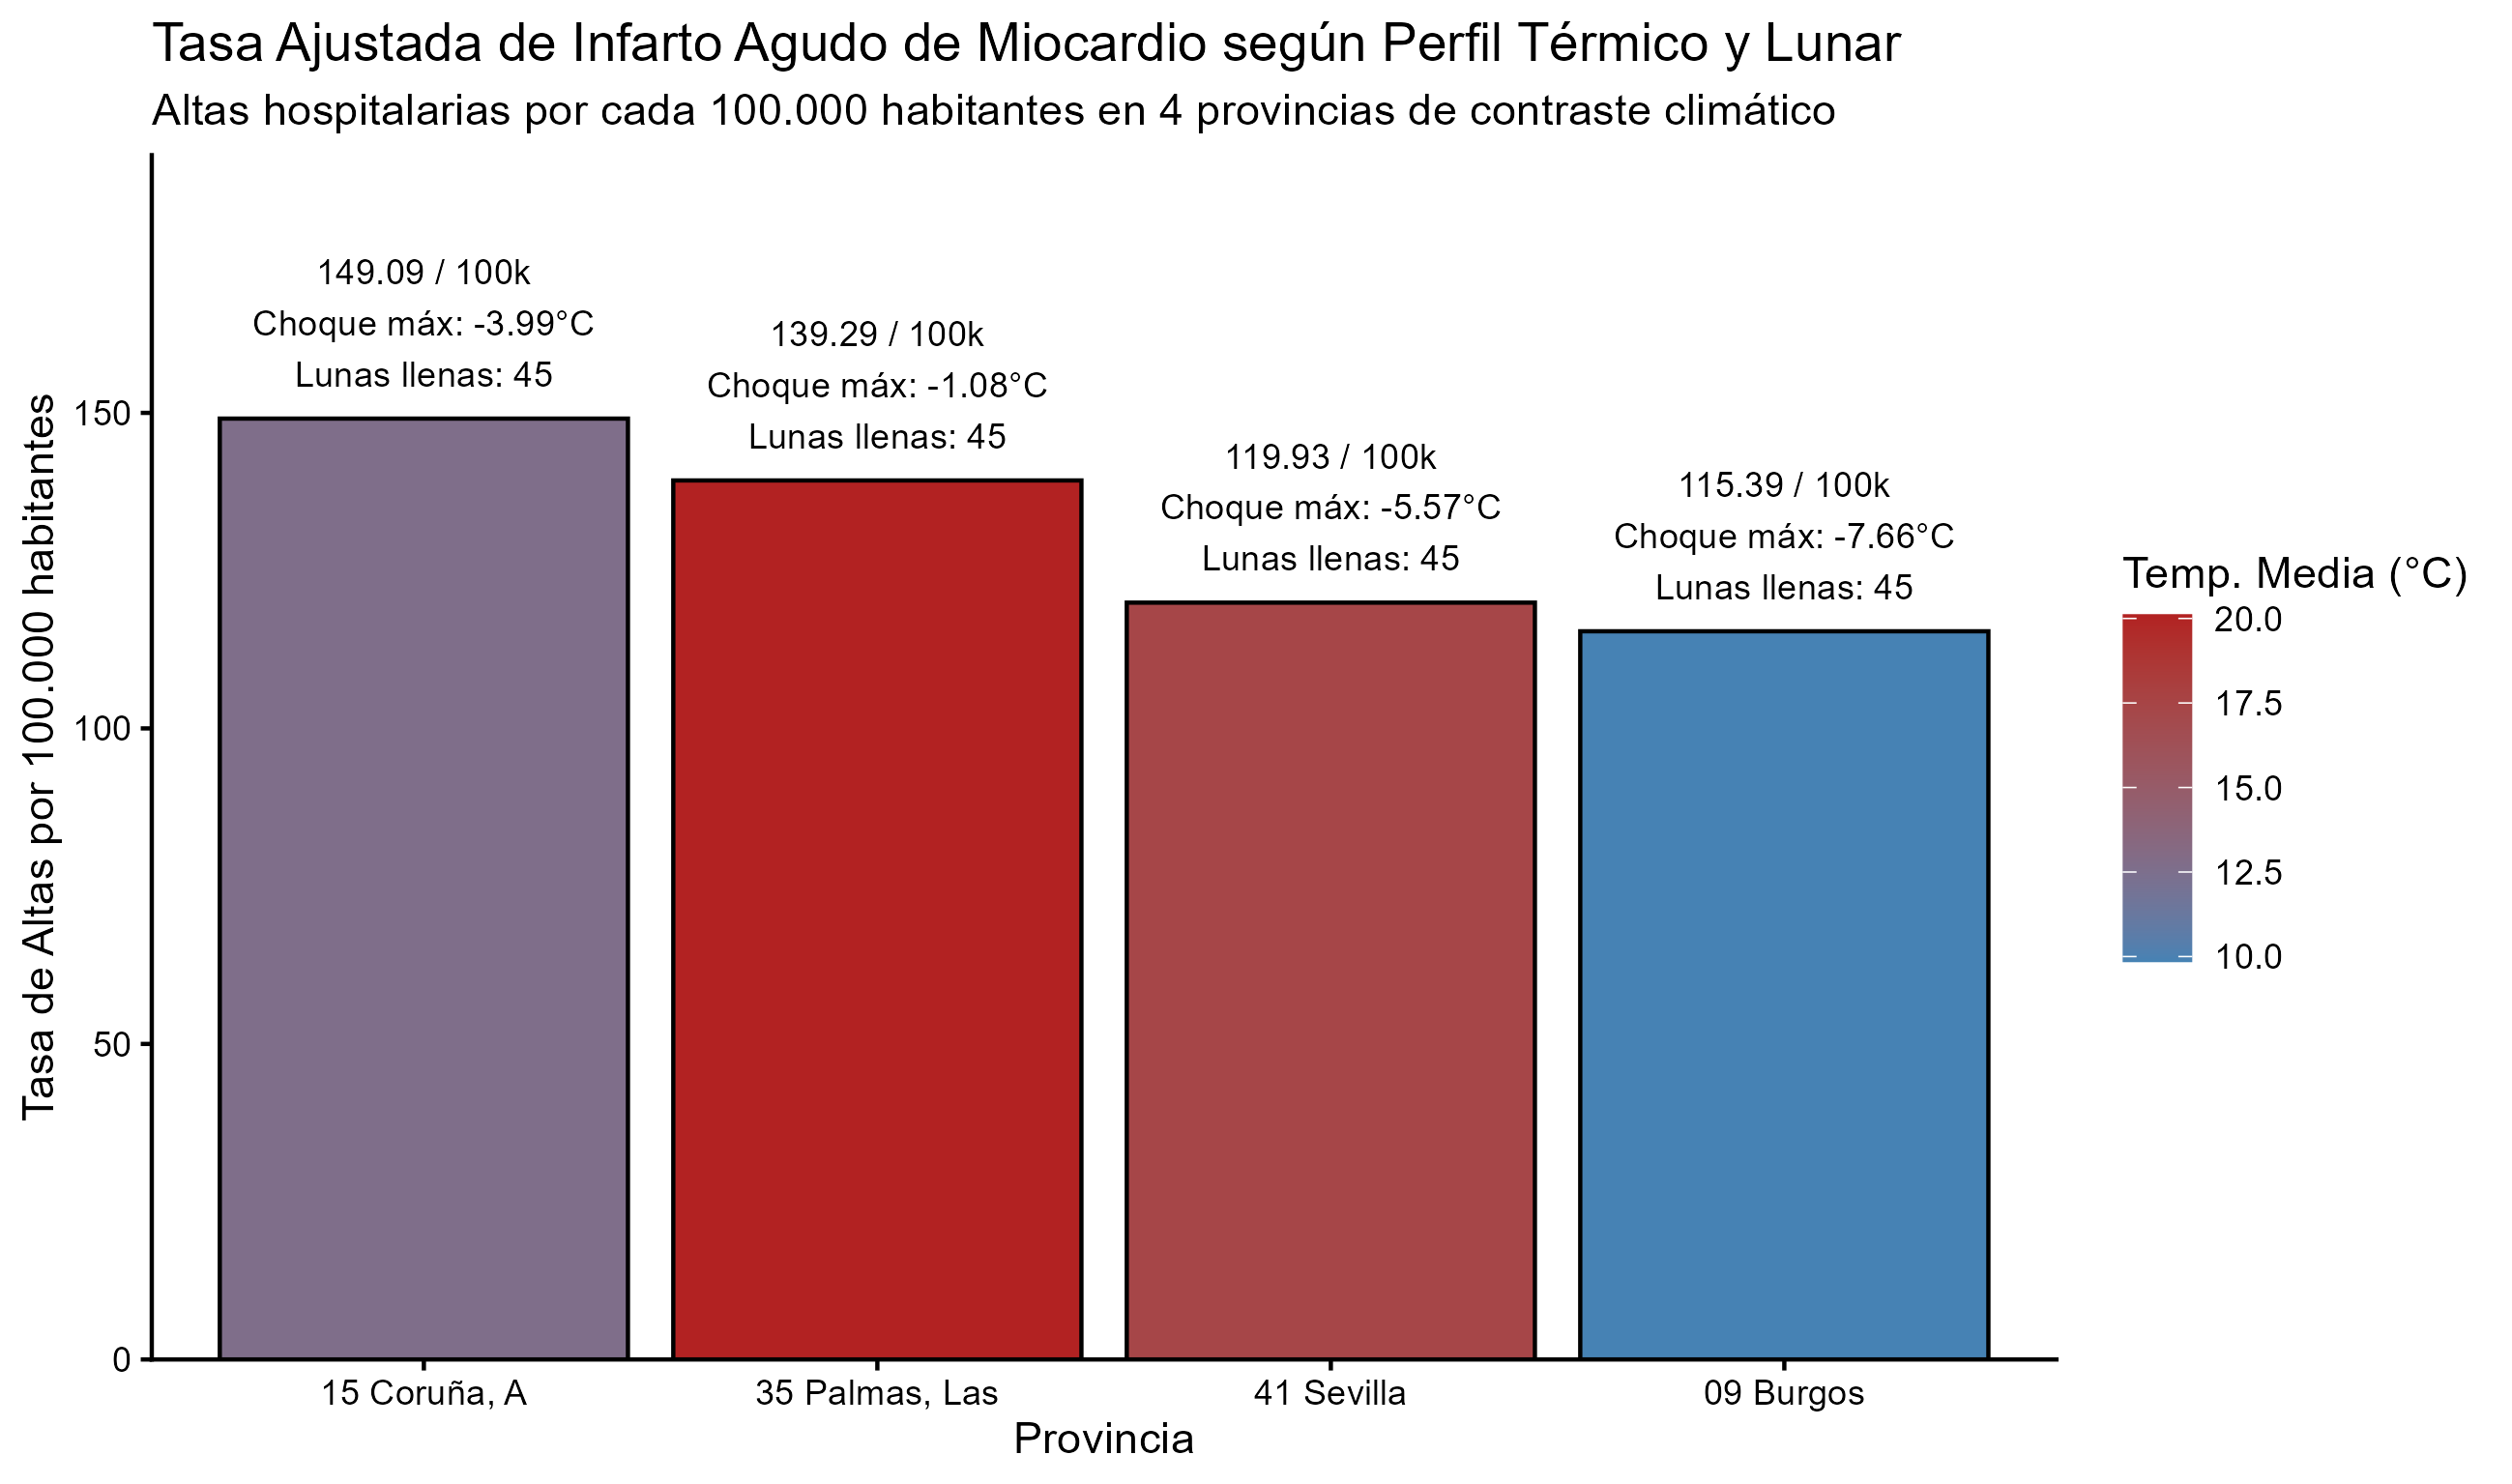 Tasa Ajustada de Infarto Agudo de Miocardio según Perfil Térmico y Lunar
Altas hospitalarias por cada 100.000 habitantes en 4 provincias de contraste climático
Tasa de Altas por 100.000 habitantes
150
100
50
0
149.09 / 100k
Choque máx: -3.99°C
Lunas llenas: 45
139.29 / 100k
Choque máx: -1.08°C
Lunas llenas: 45
119.93 / 100k
Choque máx: -5.57°C
Lunas llenas: 45
115.39 / 100k
Choque máx: -7.66°C
Lunas llenas: 45
15 Coruña, A
35 Palmas, Las
41 Sevilla
09 Burgos
Provincia
Temp. Media (°C)
20.0
17.5
15.0
12.5
10.0